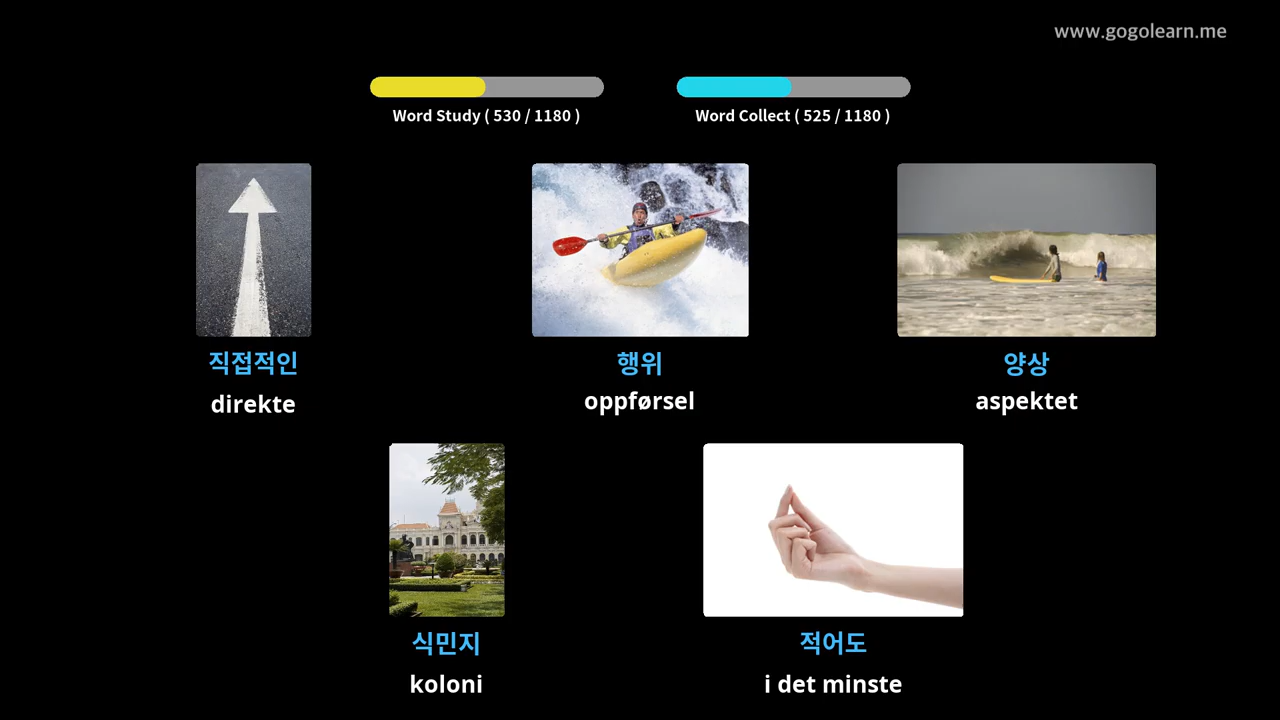 www.gogolearn.me
Word Study ( 530 / 1180 )
Word Collect ( 525 / 1180 )
직접적인
행위
양상
direkte
oppførsel
aspektet
식민지
적어도
koloni
i det minste